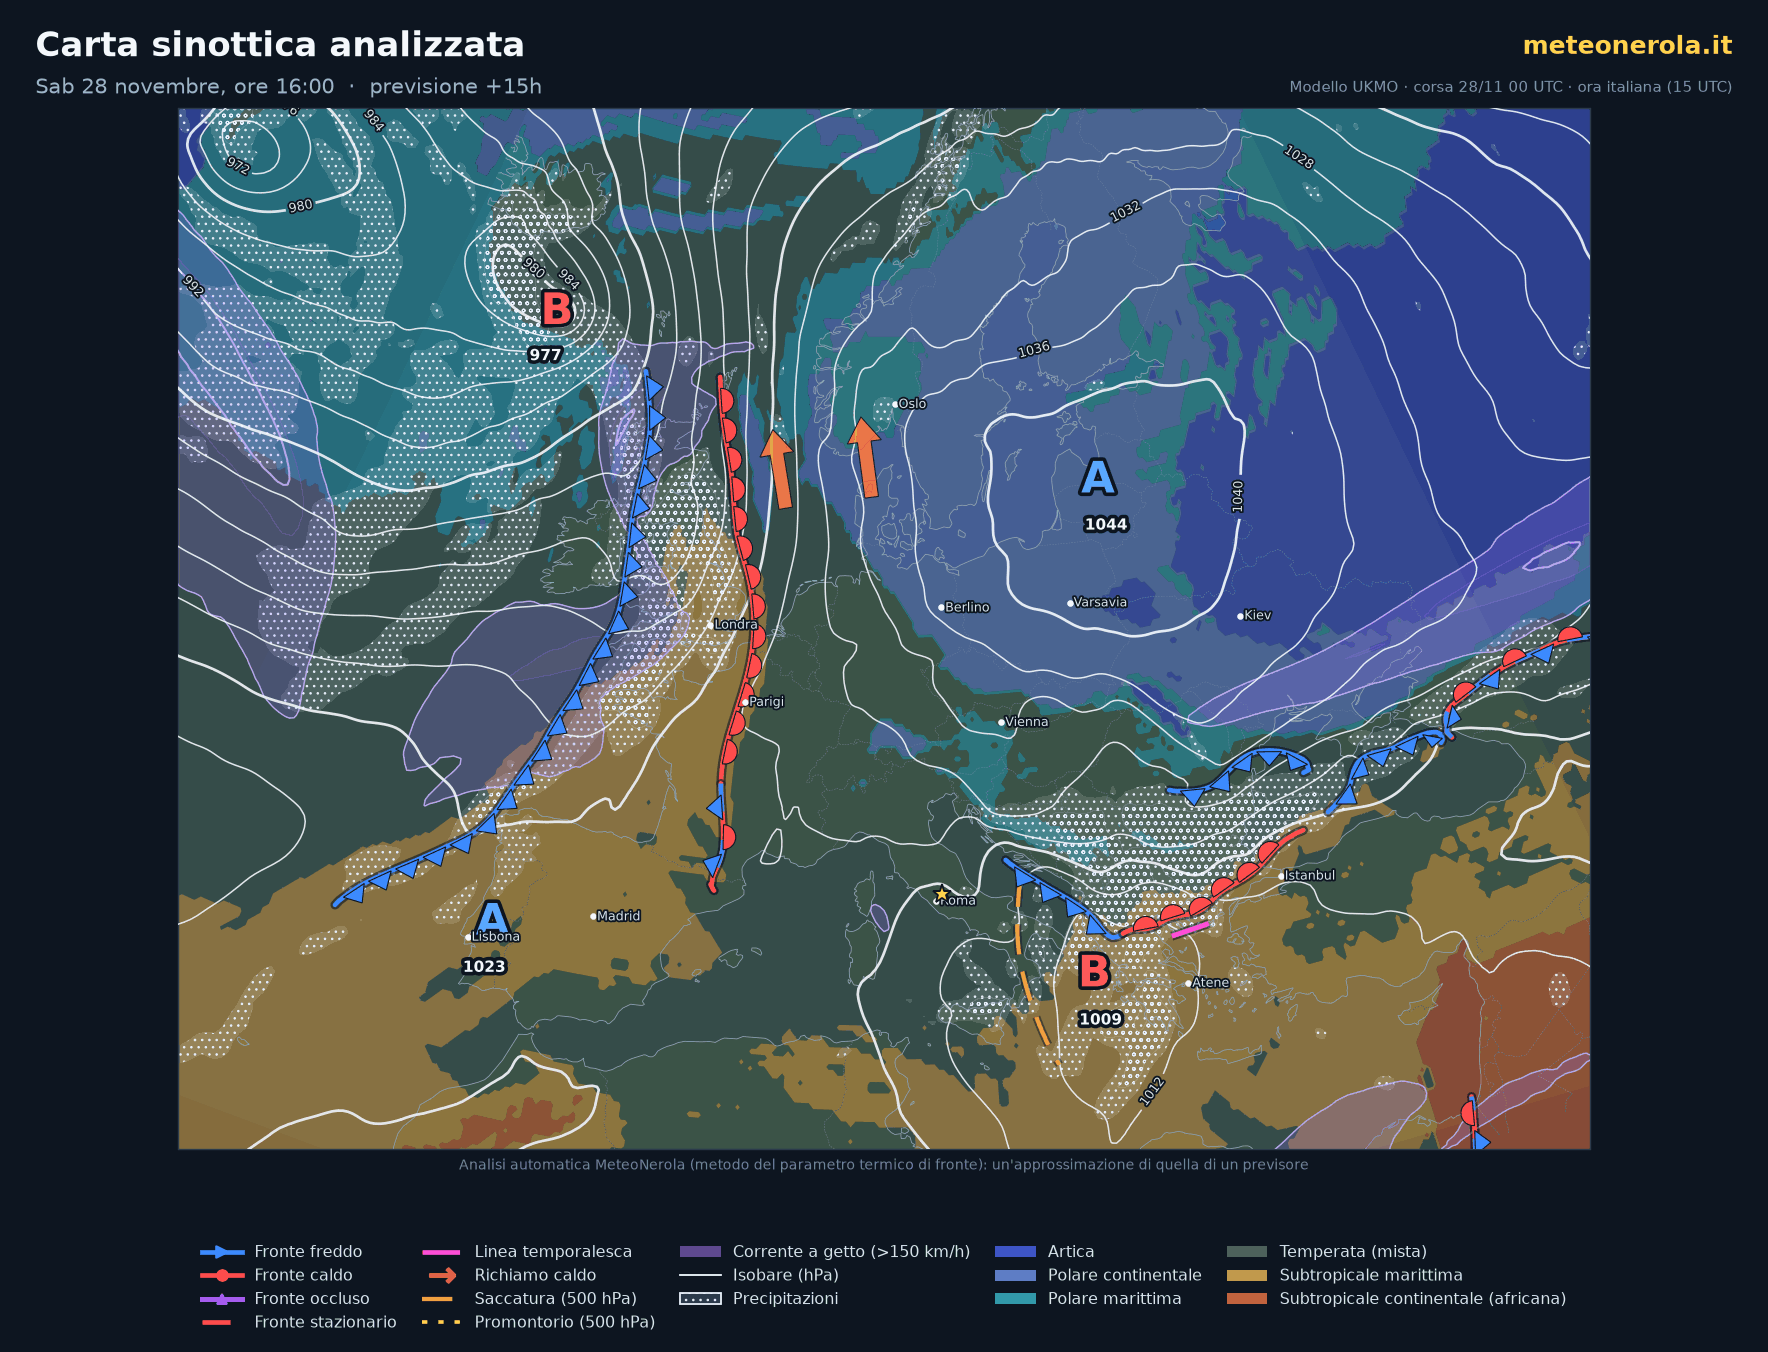 Carta sinottica analizzata
meteonerola.it
Sab 28 novembre, ore 16:00 · previsione +15h
Modello UKMO · corsa 28/11 00 UTC · ora italiana (15 UTC)
984
972
980
1028
1032
992
980
984
B
977
1036
Oslo
A
1044
1040
Berlino
Varsavia
Kiev
Londra
Parigi
Vienna
Istanbul
Roma
A
Lisbona
1023
Madrid
B
1009
Atene
1012
Analisi automatica MeteoNerola (metodo del parametro termico di fronte): un'approssimazione di quella di un previsore
Fronte freddo
Fronte caldo
Fronte occluso
Fronte stazionario
Linea temporalesca
Richiamo caldo
Saccatura (500 hPa)
Promontorio (500 hPa)
Corrente a getto (>150 km/h)
Isobare (hPa)
Precipitazioni
Artica
Polare continentale
Polare marittima
Temperata (mista)
Subtropicale marittima
Subtropicale continentale (africana)